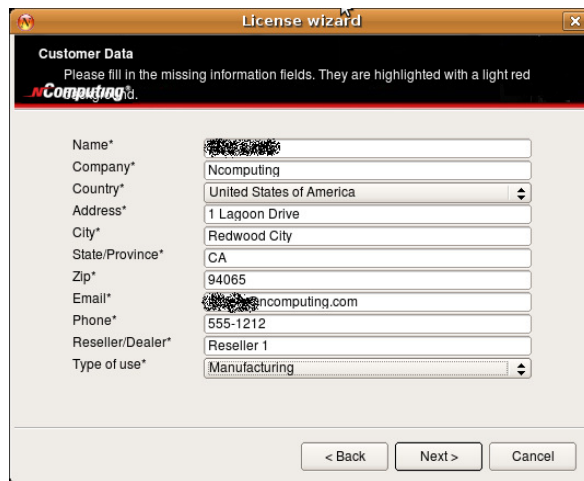 License wizard
Customer Data
Please fill in the missing information fields. They are highlighted with a light red
background.
NComputing
Name*
Company* Ncomputing
Country* United States of America
Address* 1 Lagoon Drive
City* Redwood City
State/Province* CA
Zip* 94065
Email* ncomputing.com
Phone* 555-1212
Reseller/Dealer* Reseller 1
Type of use* Manufacturing
< Back Next > Cancel